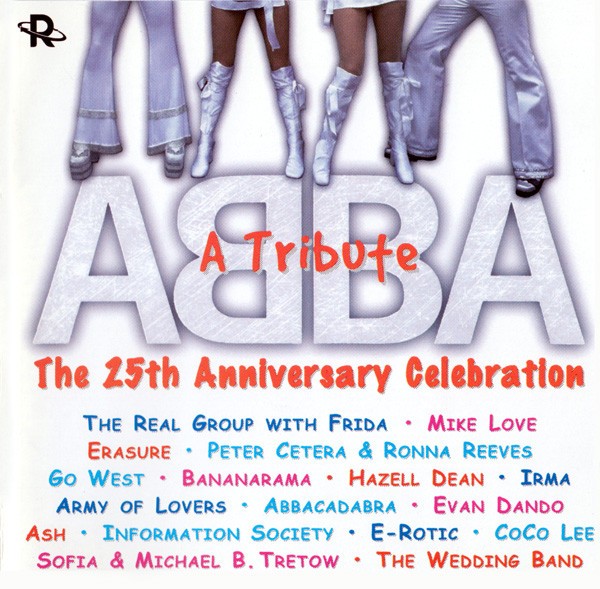 R
ABBA
A Tribute
The 25th Anniversary Celebration
THE REAL GROUP WITH FRIDA • MIKE LOVE
ERASURE • PETER CETERA & RONNA REEVES
GO WEST • BANANARAMA • HAZELL DEAN • IRMA
ARMY OF LOVERS • ABBACADABRA • EVAN DANDO
ASH • INFORMATION SOCIETY • E-ROTIC • COCO LEE
SOFIA & MICHAEL B. TRETOW • THE WEDDING BAND